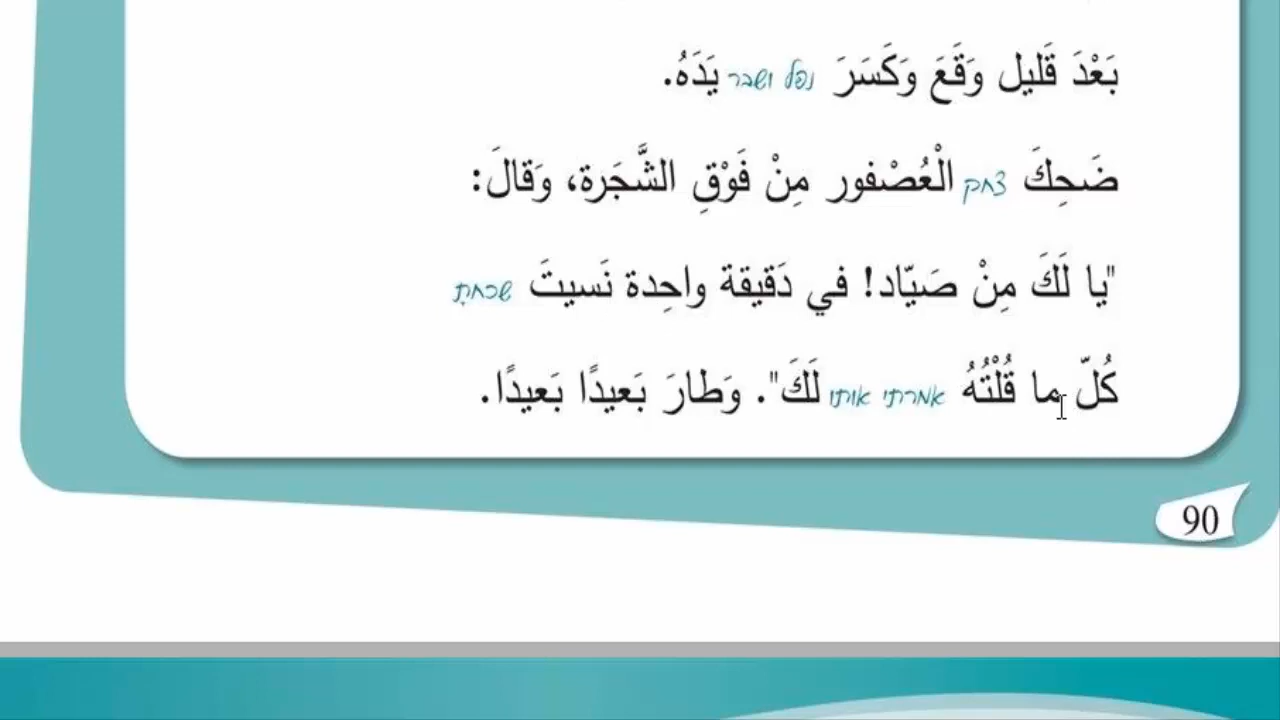 بَعْدَ قَليل وَقَعَ وَكَسَرَ נפל ושבר يَدَهُ.
ضَحِكَ צחק الْعُصْفور مِنْ فَوْقِ الشَّجَرة، وَقالَ:
"يا لَكَ مِنْ صَيّاد! في دَقيقة واحِدة نَسيتَ שכחתָ
كُلّ ما قُلْتُهُ אמרתי אותו لَكَ". وَطارَ بَعيدًا بَعيدًا.
90